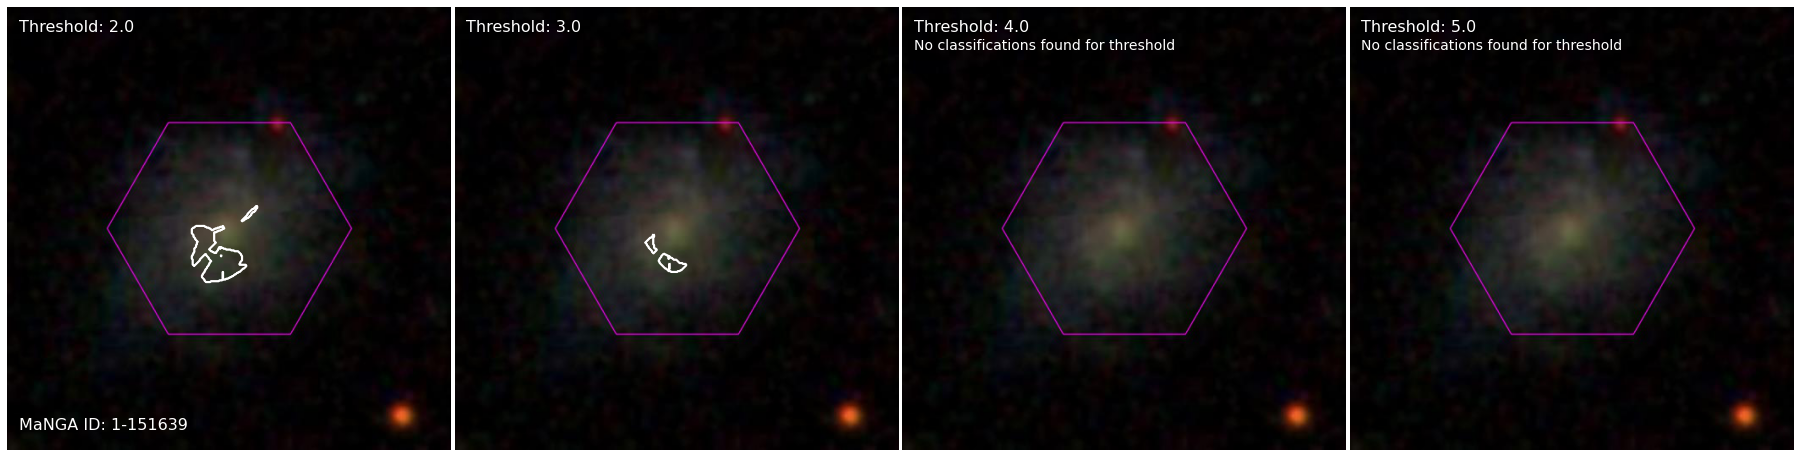 Threshold: 2.0
MaNGA ID: 1-151639
Threshold: 3.0
Threshold: 4.0
No classifications found for threshold
Threshold: 5.0
No classifications found for threshold